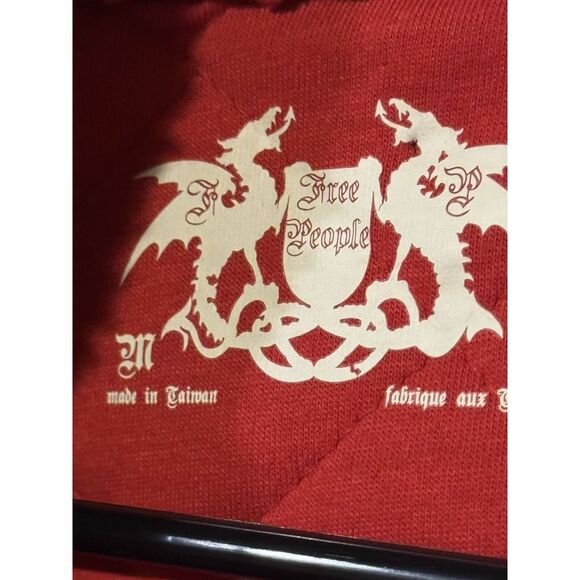 F Free P
People
M
made in Taiwan fabrique aux